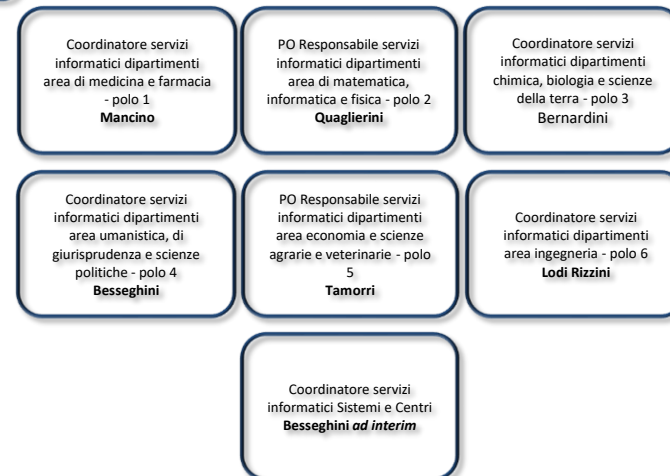 Coordinatore servizi
informatici dipartimenti
area di medicina e farmacia
- polo 1
Mancino
PO Responsabile servizi
informatici dipartimenti
area di matematica,
informatica e fisica - polo 2
Quaglierini
Coordinatore servizi
informatici dipartimenti
chimica, biologia e scienze
della terra - polo 3
Bernardini
Coordinatore servizi
informatici dipartimenti
area umanistica, di
giurisprudenza e scienze
politiche - polo 4
Besseghini
PO Responsabile servizi
informatici dipartimenti
area economia e scienze
agrarie e veterinarie - polo
5
Tamorri
Coordinatore servizi
informatici dipartimenti
area ingegneria - polo 6
Lodi Rizzini
Coordinatore servizi
informatici Sistemi e Centri
Besseghini ad interim